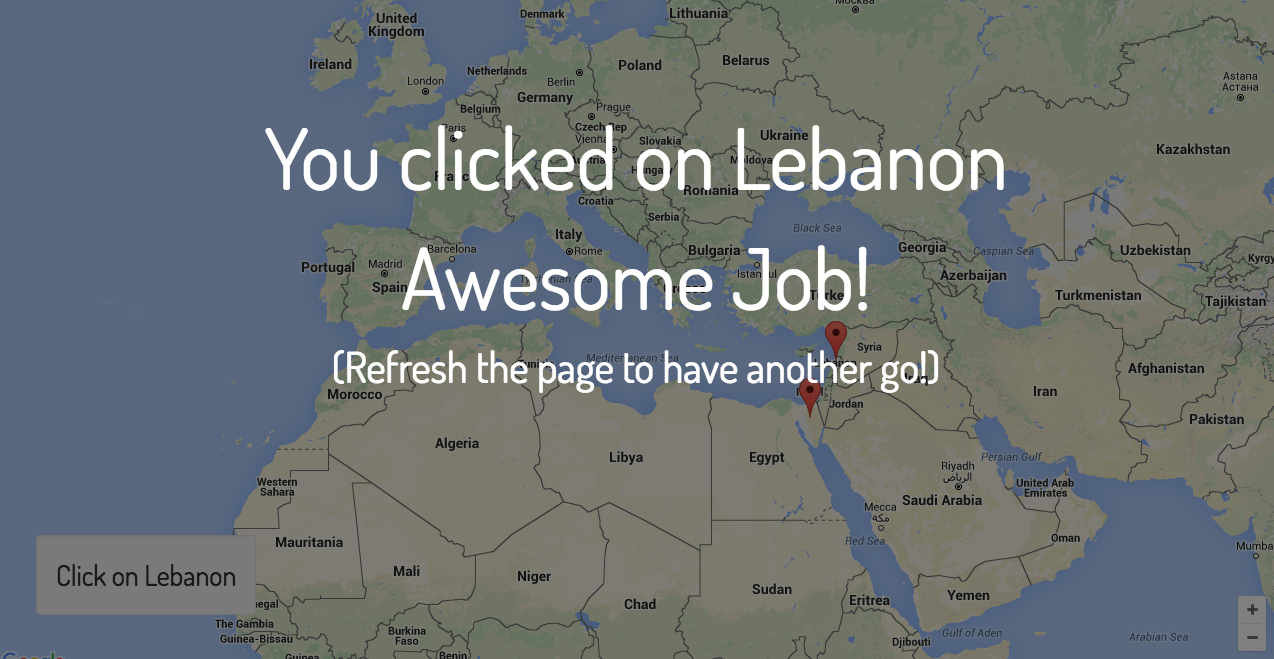 United
Kingdom
Denmark
Lithuania
Ireland
London
Netherlands
Berlin
Poland
Belarus
Belgium
Germany
Prague
Czech Rep
Paris
Vienna
Slovakia
Ukraine
Astana
Астана
Kazakhstan
You clicked on Lebanon
Austria
Hungary
Moldova
Romania
Croatia
Serbia
Italy
Rome
Black Sea
Bulgaria
Georgia
Caspian Sea
Uzbekistan
Barcelona
Portugal
Madrid
Spain
Awesome Job!
Azerbaijan
Turkmenistan
Tajikistan
(Refresh the page to have another go!)
Mediterranean Sea
Syria
Iran
Afghanistan
Morocco
Jordan
Pakistan
Algeria
Libya
Egypt
Persian Gulf
Riyadh
الرياض
Western
Sahara
United Arab
Emirates
Saudi Arabia
Mecca
مكة
Red Sea
Oman
Mauritania
Mumba
Click on Lebanon
Mali
Niger
Chad
Sudan
Eritrea
Yemen
negal
The Gambia
Guinea-Bissau
Burkina
Faso
Benin
Djibouti
Gulf of Aden
Arabian Sea
+
−